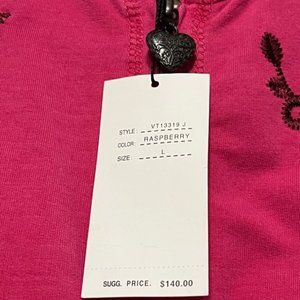 STYLE: VT13319 J
COLOR: RASPBERRY
SIZE L
SUGG. PRICE. $140.00